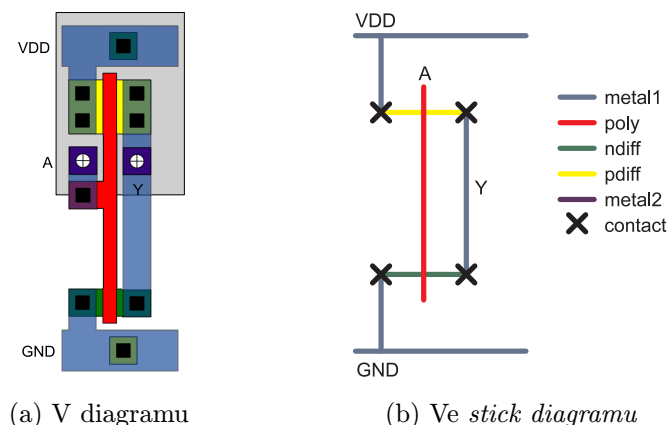 VDD
A
Y
GND
(a) V diagramu
VDD
A
Y
GND
metal1
poly
ndiff
pdiff
metal2
contact
(b) Ve stick diagramu